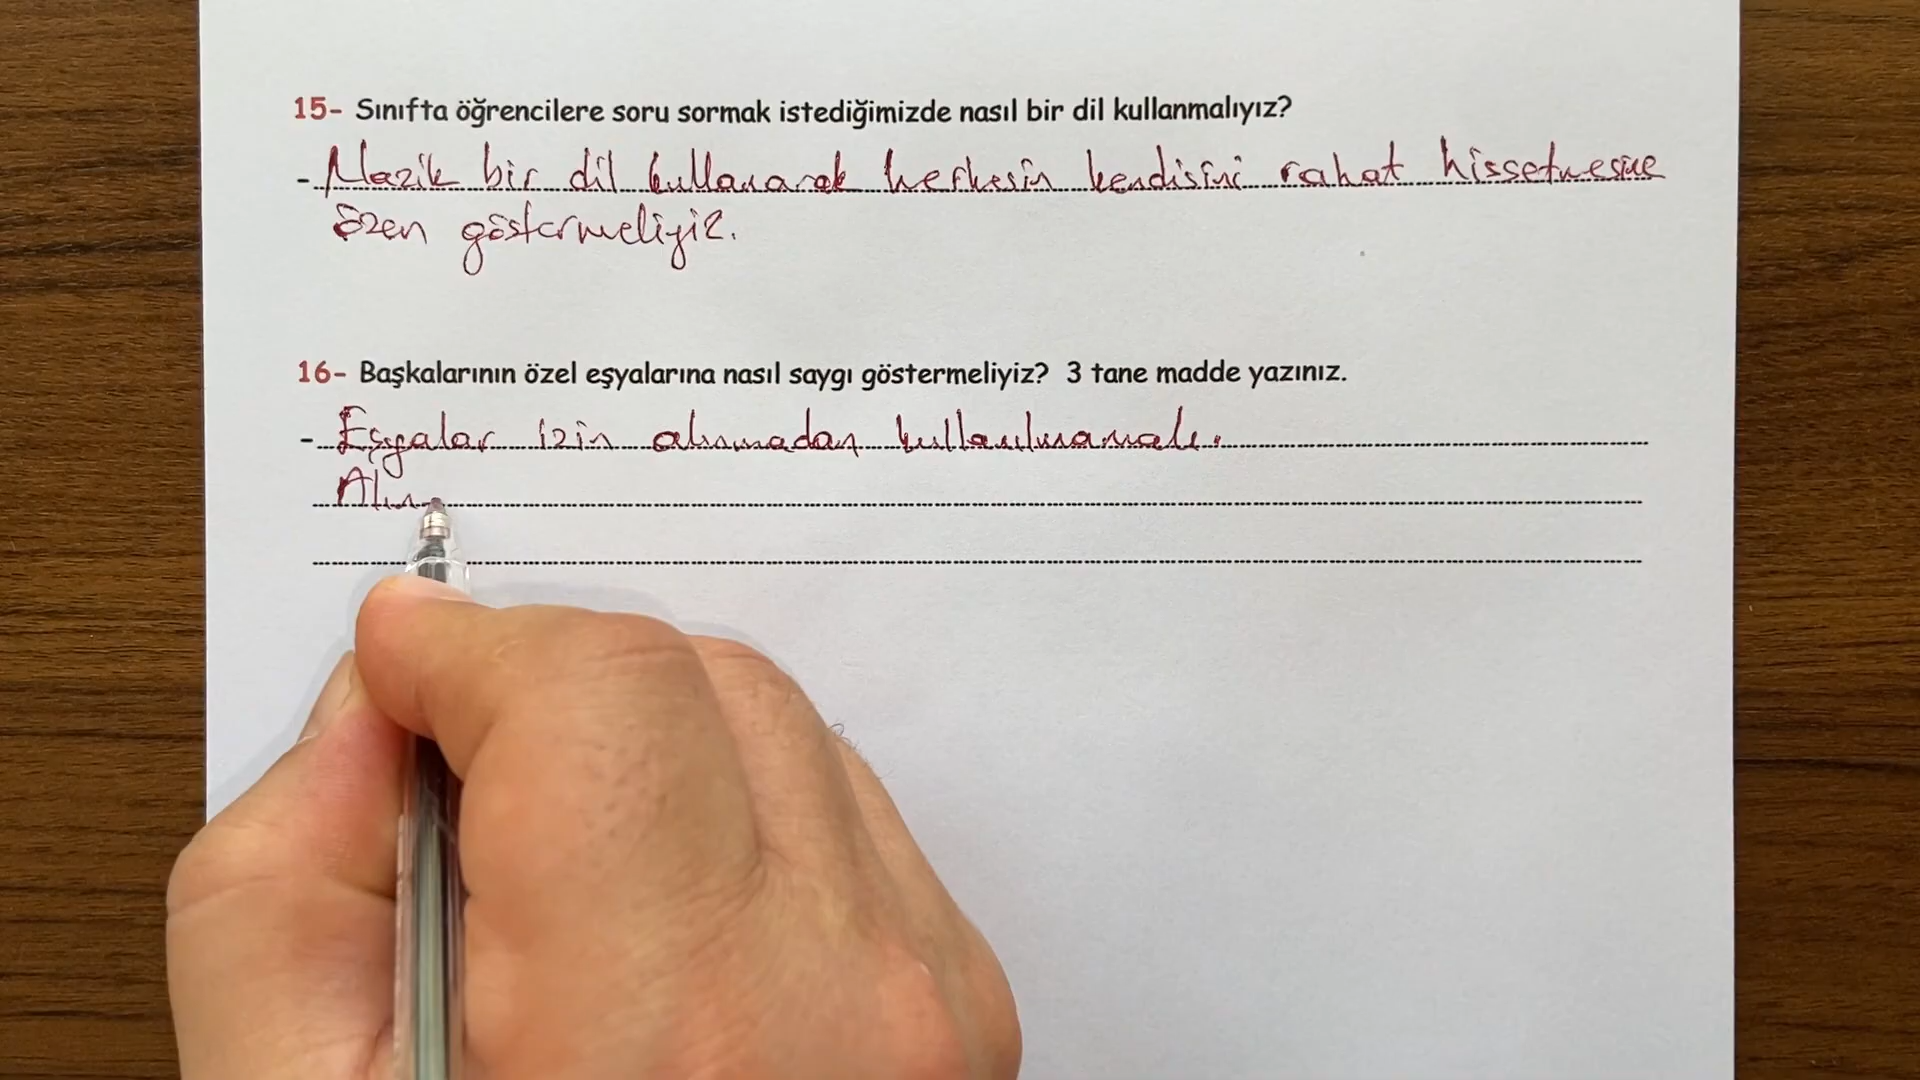 15- Sınıfta öğrencilere soru sormak istediğimizde nasıl bir dil kullanmalıyız?
- Nazik bir dil kullanarak herkesin kendisini rahat hissetmesine
özen göstermeliyiz.
16- Başkalarının özel eşyalarına nasıl saygı göstermeliyiz? 3 tane madde yazınız.
- Eşyalar izin alınmadan kullanılmamalı.
Alın